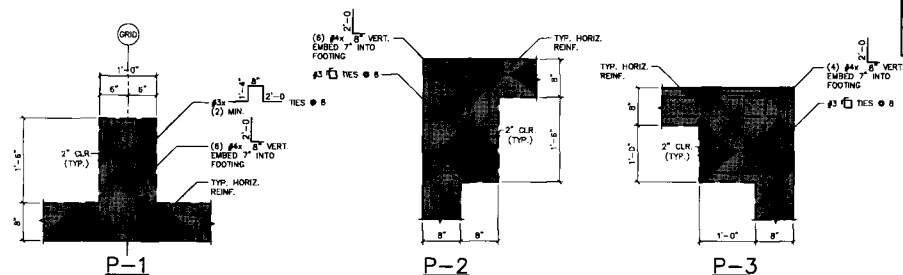 GRID
1'-0"
6" 6"
8"
1'-4"
2'-0
#3x TIES @ 8
(2) MIN.
1'-6"
2" CLR.
(TYP.)
2'-0
(6) #4x 8" VERT.
EMBED 7" INTO
FOOTING
TYP. HORIZ.
REINF.
8"
P-1
2'-0
(6) #4x 8" VERT.
EMBED 7" INTO
FOOTING
TYP. HORIZ.
REINF.
#3 TIES @ 8
8"
1'-6"
2" CLR.
(TYP.)
8" 8"
P-2
2'-0
TYP. HORIZ.
REINF.
(4) #4x 8" VERT.
EMBED 7" INTO
FOOTING
#3 TIES @ 8
8"
1'-0"
2" CLR.
(TYP.)
1'-0" 8"
P-3